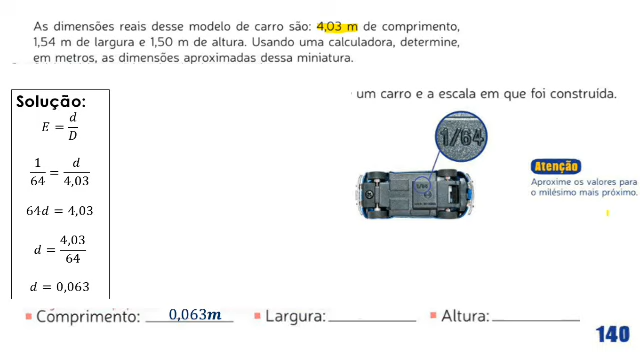 As dimensões reais desse modelo de carro são: 4,03 m de comprimento,
1,54 m de largura e 1,50 m de altura. Usando uma calculadora, determine,
em metros, as dimensões aproximadas dessa miniatura.
um carro e a escala em que foi construída.
Solução:
E = d/D
1/64 = d/4,03
64d = 4,03
d = 4,03/64
d = 0,063
1/64
Atenção
Aproxime os valores para
o milésimo mais próximo.
Comprimento: 0,063m Largura: Altura:
140